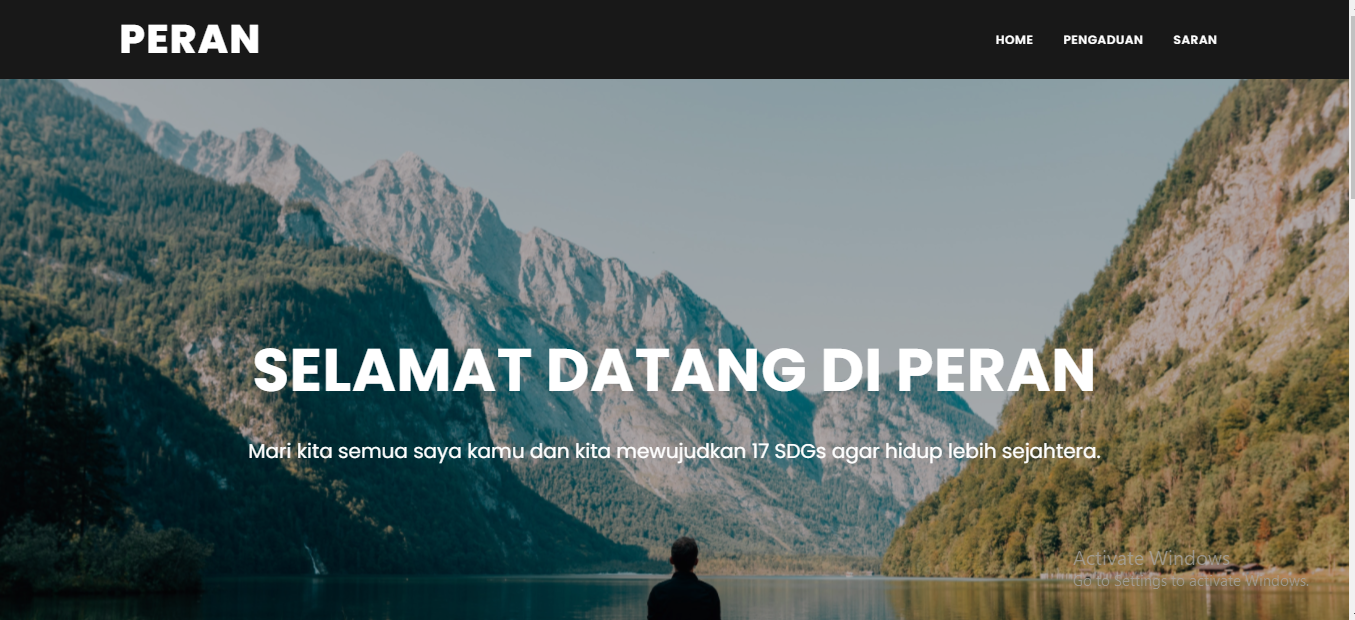 PERAN
HOME PENGADUAN SARAN
SELAMAT DATANG DI PERAN
Mari kita semua saya kamu dan kita mewujudkan 17 SDGs agar hidup lebih sejahtera.
Activate Windows
Go to Settings to activate Windows.